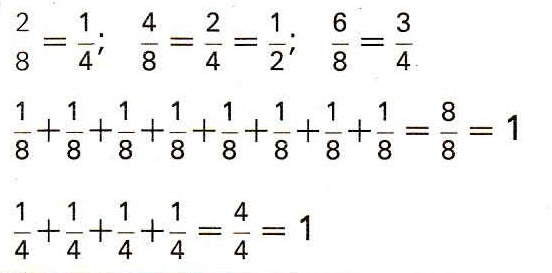 2/8 = 1/4; 4/8 = 2/4 = 1/2; 6/8 = 3/4
1/8 + 1/8 + 1/8 + 1/8 + 1/8 + 1/8 + 1/8 + 1/8 = 8/8 = 1
1/4 + 1/4 + 1/4 + 1/4 = 4/4 = 1